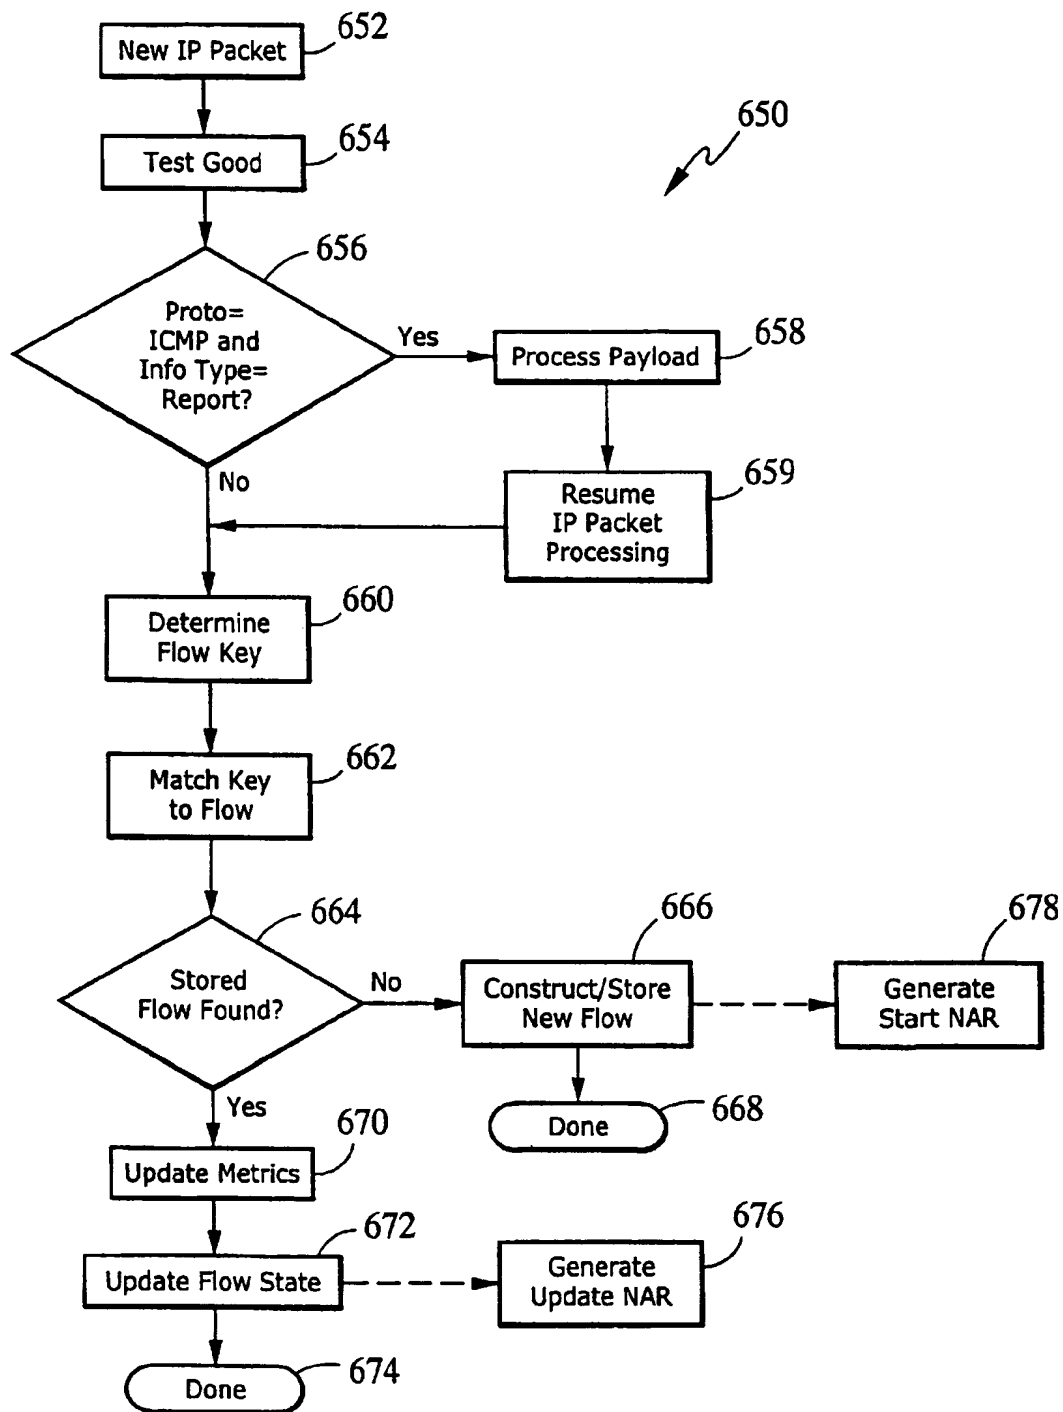 652
New IP Packet
654
Test Good
650
656
Proto=
ICMP and
Info Type=
Report?
Yes
658
Process Payload
No
659
Resume
IP Packet
Processing
660
Determine
Flow Key
662
Match Key
to Flow
664
Stored
Flow Found?
No
666
Construct/Store
New Flow
678
Generate
Start NAR
Yes
668
Done
670
Update Metrics
672
Update Flow State
676
Generate
Update NAR
674
Done